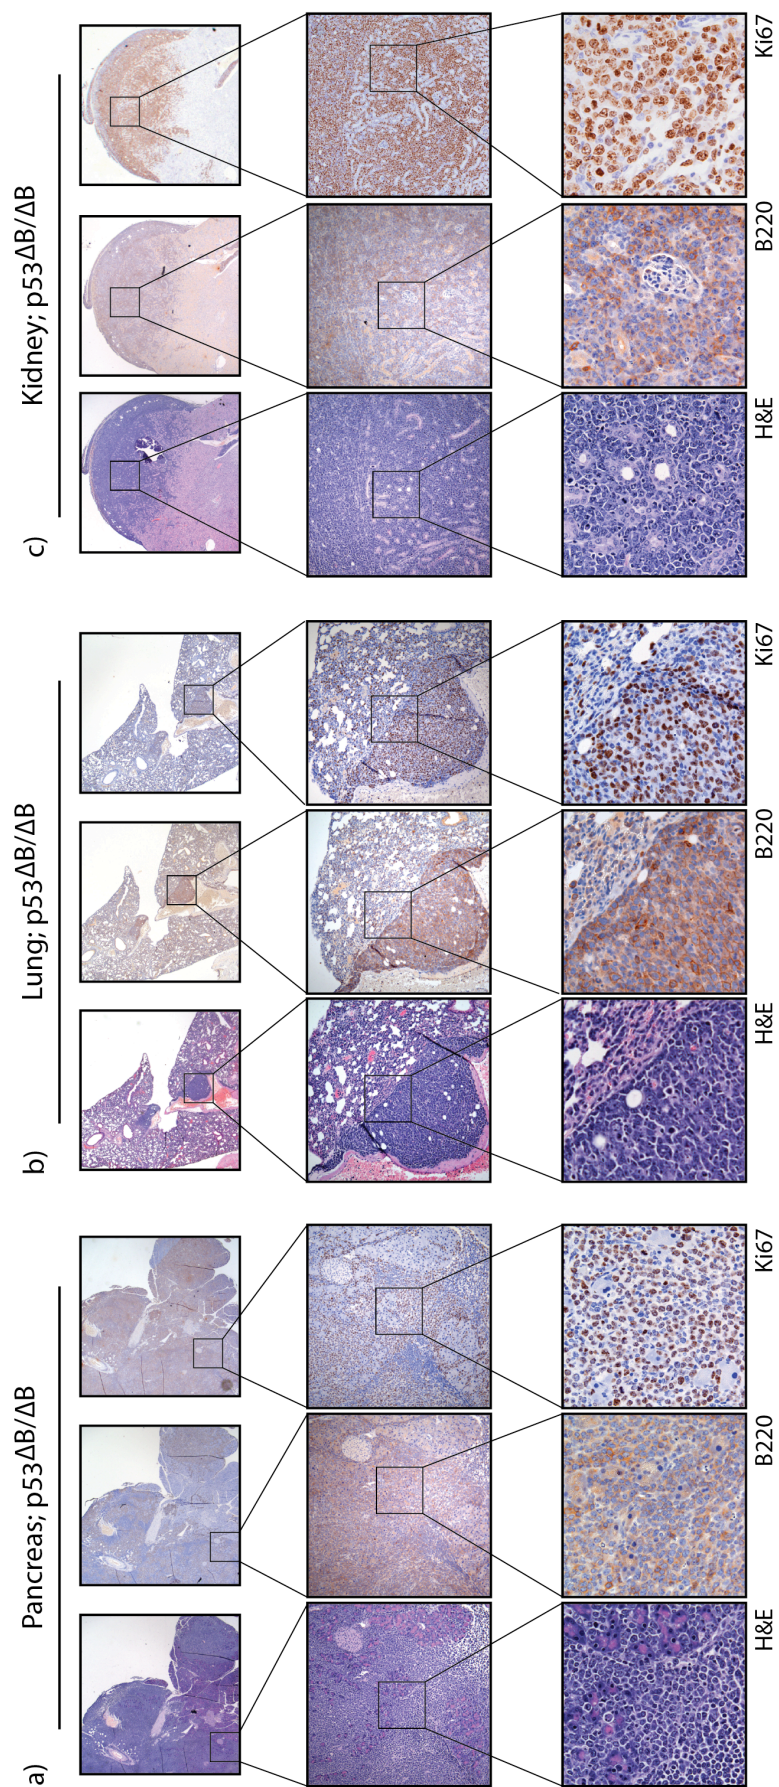 a)
Pancreas; p53ΔB/ΔB
H&E
B220
Ki67
b)
Lung; p53ΔB/ΔB
H&E
B220
Ki67
c)
Kidney; p53ΔB/ΔB
H&E
B220
Ki67